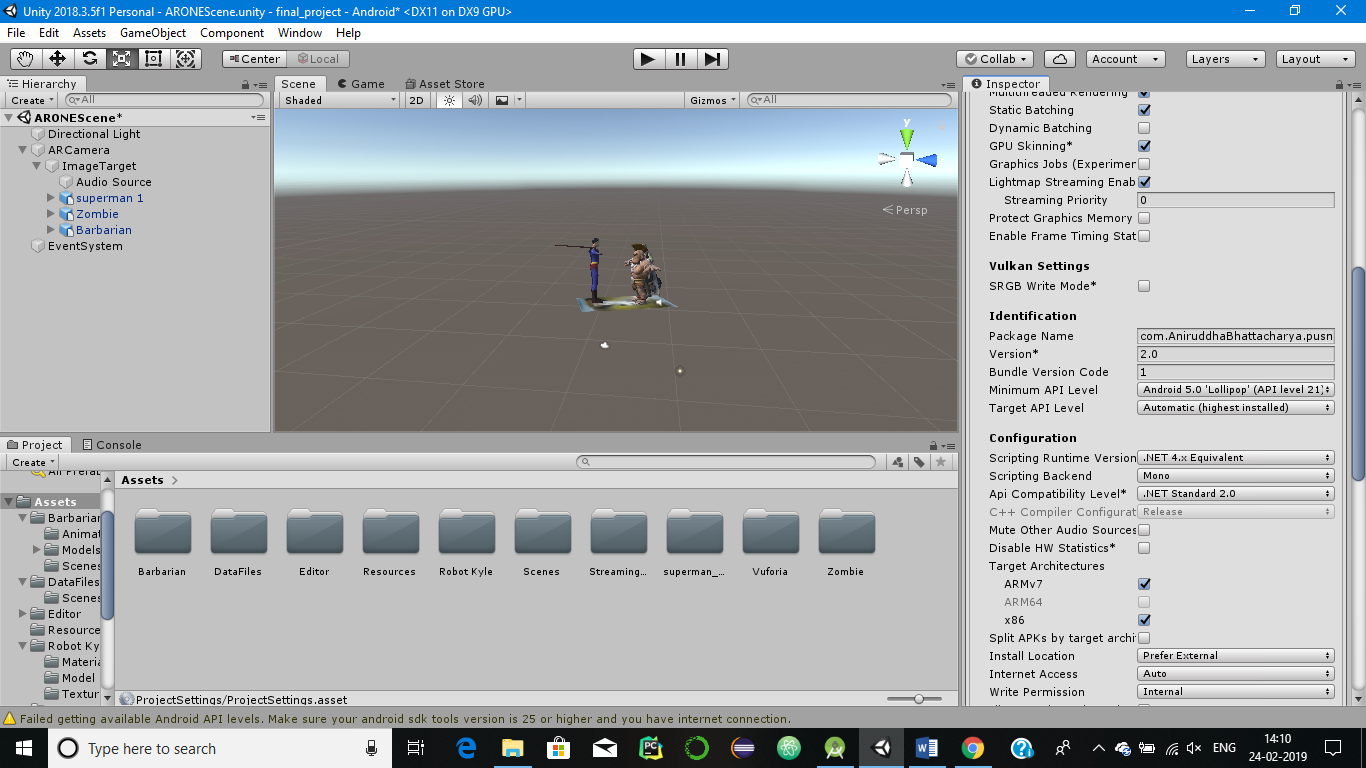 Unity 2018.3.5f1 Personal - ARONEScene.unity - final_project - Android* <DX11 on DX9 GPU>
File Edit Assets GameObject Component Window Help
Center Local Collab Account Layers Layout
Hierarchy
Create All
ARONEScene*
Directional Light
ARCamera
ImageTarget
Audio Source
superman 1
Zombie
Barbarian
EventSystem
Scene Game Asset Store
Shaded 2D Gizmos All
y
Persp
Inspector
Multithreaded Rendering
Static Batching
Dynamic Batching
GPU Skinning*
Graphics Jobs (Experimer
Lightmap Streaming Enab
Streaming Priority 0
Protect Graphics Memory
Enable Frame Timing Stat
Vulkan Settings
SRGB Write Mode*
Identification
Package Name com.AniruddhaBhattacharya.pusn
Version* 2.0
Bundle Version Code 1
Minimum API Level Android 5.0 'Lollipop' (API level 21)
Target API Level Automatic (highest installed)
Configuration
Scripting Runtime Version .NET 4.x Equivalent
Scripting Backend Mono
Api Compatibility Level* .NET Standard 2.0
C++ Compiler Configurat Release
Mute Other Audio Sources
Disable HW Statistics*
Target Architectures
ARMv7
ARM64
x86
Split APKs by target archi
Install Location Prefer External
Internet Access Auto
Write Permission Internal
Project Console
Create
All Prefab
Assets
Barbarian
Animat
Models
Scenes
DataFiles
Scenes
Editor
Resource
Robot Ky
Materia
Model
Textur
Assets
Barbarian DataFiles Editor Resources Robot Kyle Scenes Streaming... superman_... Vuforia Zombie
ProjectSettings/ProjectSettings.asset
Failed getting available Android API levels. Make sure your android sdk tools version is 25 or higher and you have internet connection.
Type here to search
ENG
14:10
24-02-2019